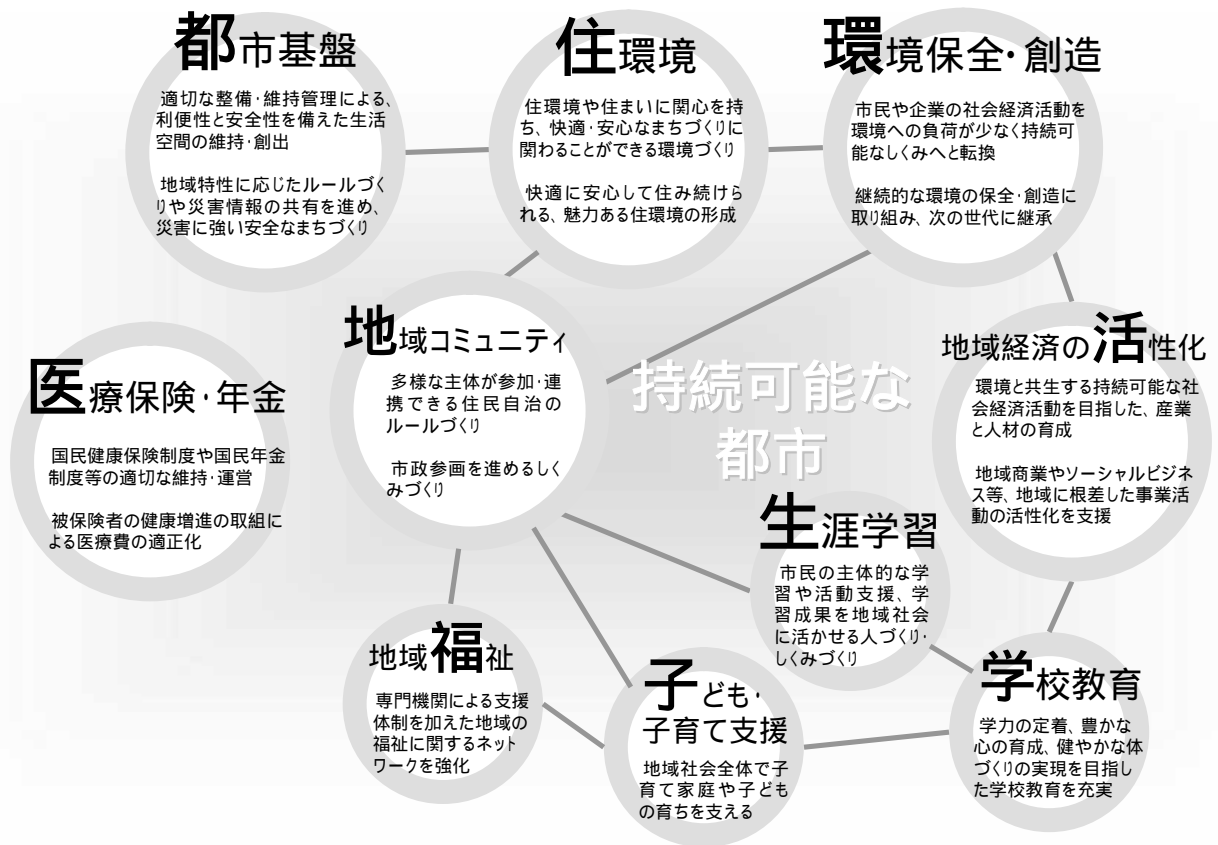 都市基盤
適切な整備・維持管理による、
利便性と安全性を備えた生活
空間の維持・創出
地域特性に応じたルールづく
りや災害情報の共有を進め、
災害に強い安全なまちづくり
住環境
住環境や住まいに関心を持
ち、快適・安心なまちづくりに
関わることができる環境づくり
快適に安心して住み続けら
れる、魅力ある住環境の形成
環境保全・創造
市民や企業の社会経済活動を
環境への負荷が少なく持続可
能なしくみへと転換
継続的な環境の保全・創造に
取り組み、次の世代に継承
地域コミュニティ
多様な主体が参加・連
携できる住民自治の
ルールづくり
市政参画を進めるしく
みづくり
持続可能な
都市
地域経済の活性化
環境と共生する持続可能な社
会経済活動を目指した、産業
と人材の育成
地域商業やソーシャルビジネ
ス等、地域に根差した事業活
動の活性化を支援
医療保険・年金
国民健康保険制度や国民年金
制度等の適切な維持・運営
被保険者の健康増進の取組に
よる医療費の適正化
生涯学習
市民の主体的な学
習や活動支援、学
習成果を地域社会
に活かせる人づくり・
しくみづくり
地域福祉
専門機関による支援
体制を加えた地域の
福祉に関するネット
ワークを強化
子ども・
子育て支援
地域社会全体で子
育て家庭や子ども
の育ちを支える
学校教育
学力の定着、豊かな
心の育成、健やかな体
づくりの実現を目指し
た学校教育を充実